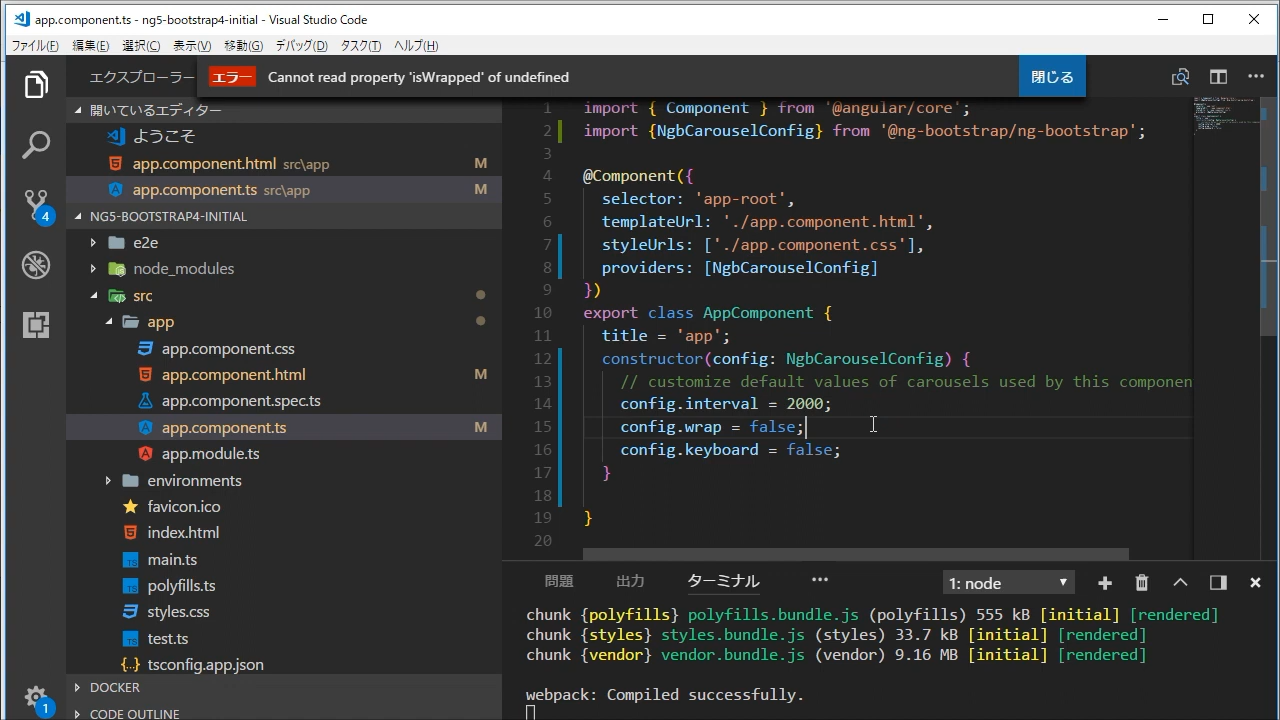 app.component.ts - ng5-bootstrap4-initial - Visual Studio Code
ファイル(F) 編集(E) 選択(C) 表示(V) 移動(G) デバッグ(D) タスク(T) ヘルプ(H)
エクスプローラー
エラー Cannot read property 'isWrapped' of undefined 閉じる
開いているエディター
ようこそ
app.component.html src\app M
app.component.ts src\app M
NG5-BOOTSTRAP4-INITIAL
e2e
node_modules
src
app
app.component.css
app.component.html M
app.component.spec.ts
app.component.ts M
app.module.ts
environments
favicon.ico
index.html
main.ts
polyfills.ts
styles.css
test.ts
tsconfig.app.json
DOCKER
CODE OUTLINE
4
1
1 import { Component } from '@angular/core';
2 import {NgbCarouselConfig} from '@ng-bootstrap/ng-bootstrap';
3
4 @Component({
5 selector: 'app-root',
6 templateUrl: './app.component.html',
7 styleUrls: ['./app.component.css'],
8 providers: [NgbCarouselConfig]
9 })
10 export class AppComponent {
11 title = 'app';
12 constructor(config: NgbCarouselConfig) {
13 // customize default values of carousels used by this componen
14 config.interval = 2000;
15 config.wrap = false;
16 config.keyboard = false;
17 }
18
19 }
20
問題 出力 ターミナル ••• 1: node
chunk {polyfills} polyfills.bundle.js (polyfills) 555 kB [initial] [rendered]
chunk {styles} styles.bundle.js (styles) 33.7 kB [initial] [rendered]
chunk {vendor} vendor.bundle.js (vendor) 9.16 MB [initial] [rendered]
webpack: Compiled successfully.